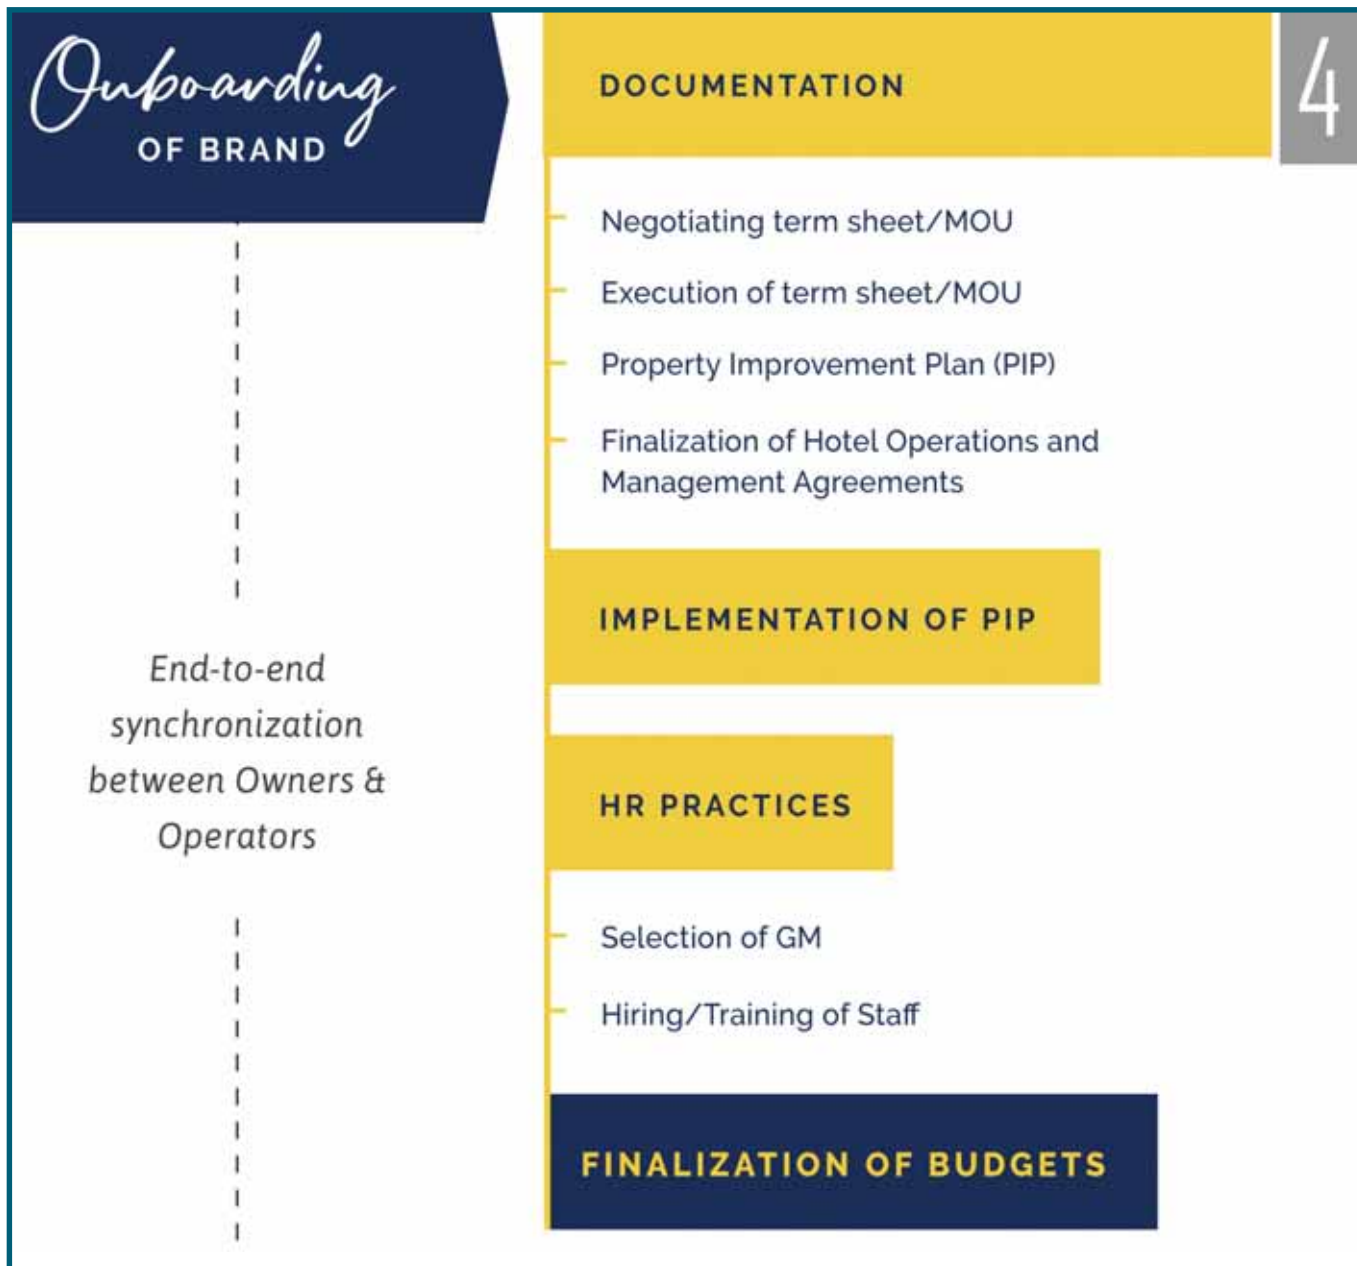 Onboarding
OF BRAND
End-to-end
synchronization
between Owners &
Operators
DOCUMENTATION
4
Negotiating term sheet/MOU
Execution of term sheet/MOU
Property Improvement Plan (PIP)
Finalization of Hotel Operations and
Management Agreements
IMPLEMENTATION OF PIP
HR PRACTICES
Selection of GM
Hiring/Training of Staff
FINALIZATION OF BUDGETS